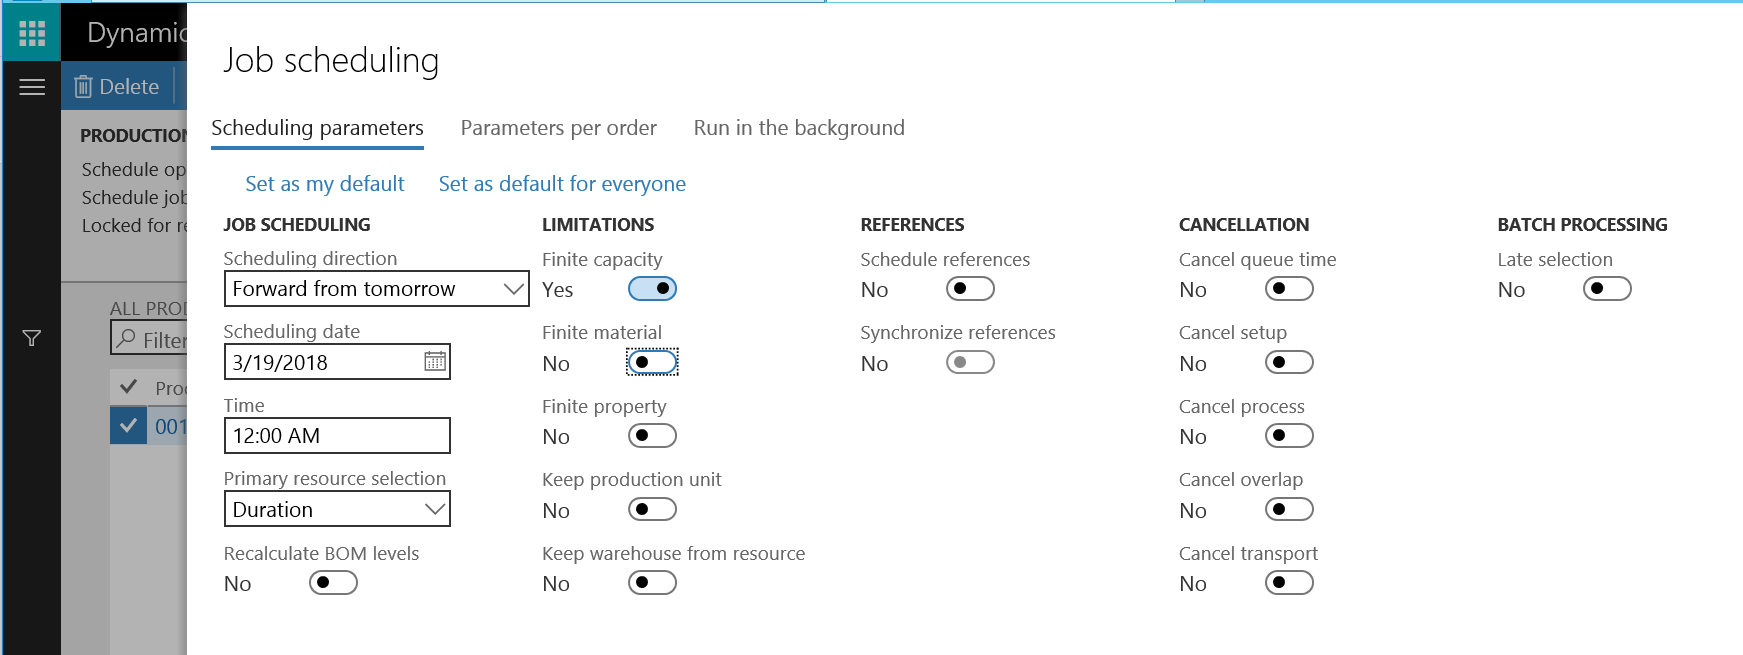 Dynamic
Delete
PRODUCTION
Schedule op
Schedule job
Locked for re
ALL PROD
Filter
Proc
001
Job scheduling
Scheduling parameters Parameters per order Run in the background
Set as my default Set as default for everyone
JOB SCHEDULING
Scheduling direction
Forward from tomorrow
Scheduling date
3/19/2018
Time
12:00 AM
Primary resource selection
Duration
Recalculate BOM levels
No
LIMITATIONS
Finite capacity
Yes
Finite material
No
Finite property
No
Keep production unit
No
Keep warehouse from resource
No
REFERENCES
Schedule references
No
Synchronize references
No
CANCELLATION
Cancel queue time
No
Cancel setup
No
Cancel process
No
Cancel overlap
No
Cancel transport
No
BATCH PROCESSING
Late selection
No